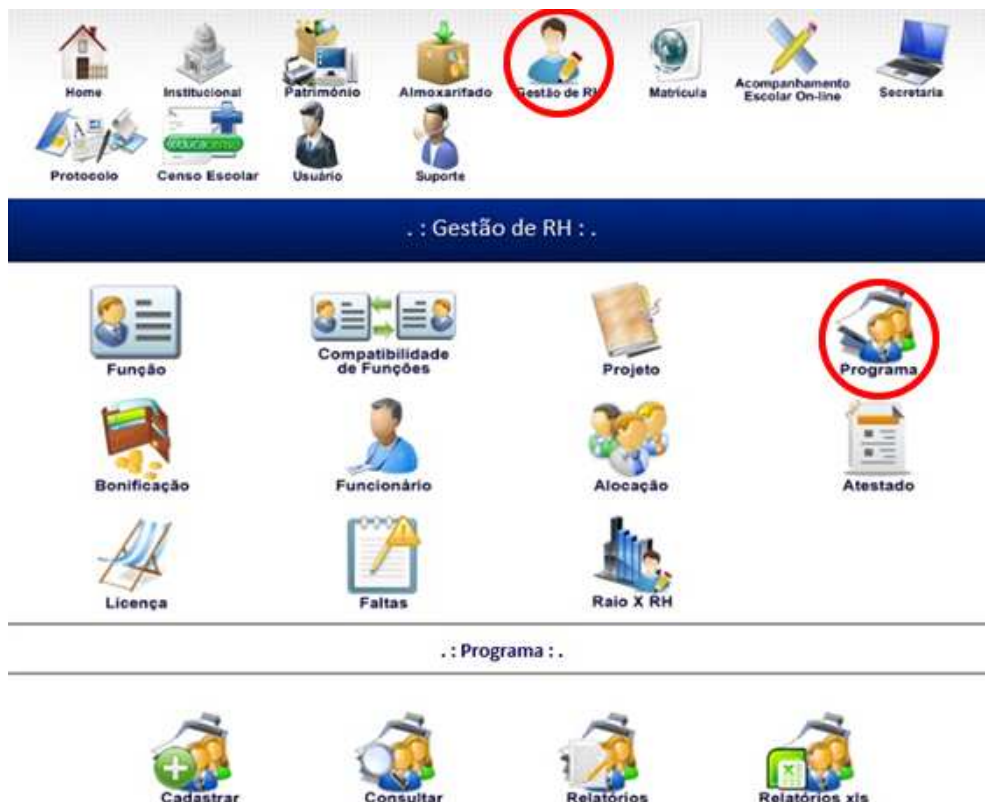 Home Institucional Patrimônio Almoxarifado Gestão de RH Matrícula Acompanhamento Escolar On-line Secretaria
educacenso
Protocolo Censo Escolar Usuário Suporte
. : Gestão de RH : .
Função Compatibilidade de Funções Projeto Programa
Bonificação Funcionário Alocação Atestado
Licença Faltas Raio X RH
. : Programa : .
Cadastrar Consultar Relatórios Relatórios xls